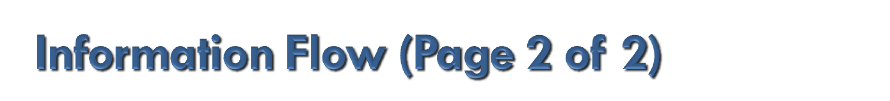 Information Flow (Page 2 of 2)